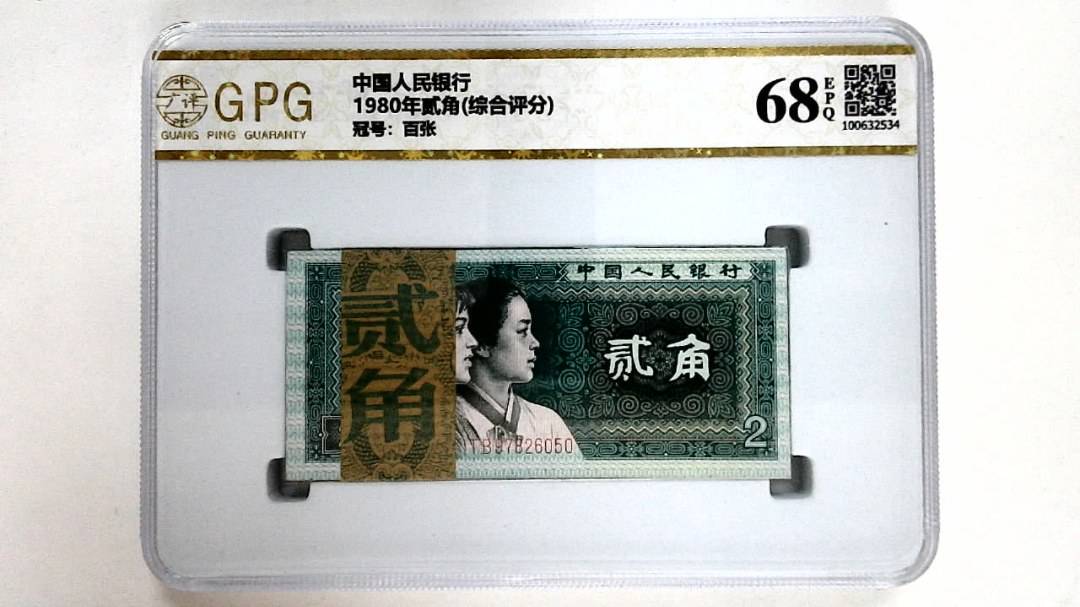 广评
GPG
GUANG PING GUARANTY
中国人民银行
1980年贰角(综合评分)
冠号：百张
68
EPQ
100632534
中国人民银行
贰角
贰角
TB97826050
2